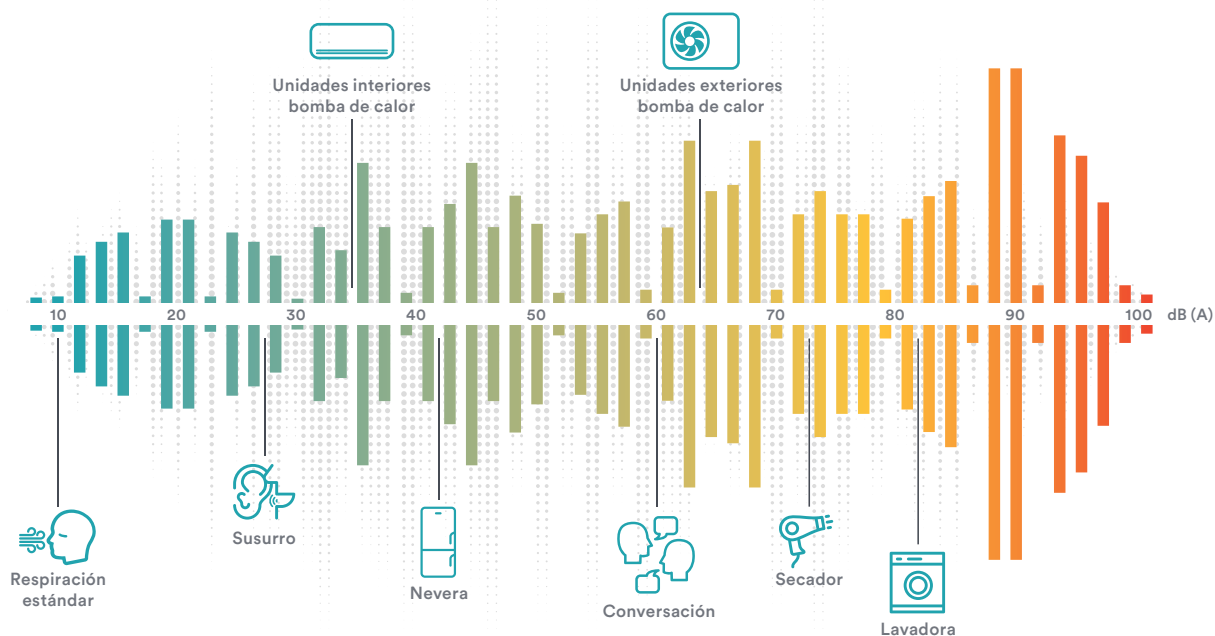 Unidades interiores
bomba de calor
Unidades exteriores
bomba de calor
10 20 30 40 50 60 70 80 90 100 dB (A)
Respiración
estándar
Susurro
Nevera
Conversación
Secador
Lavadora